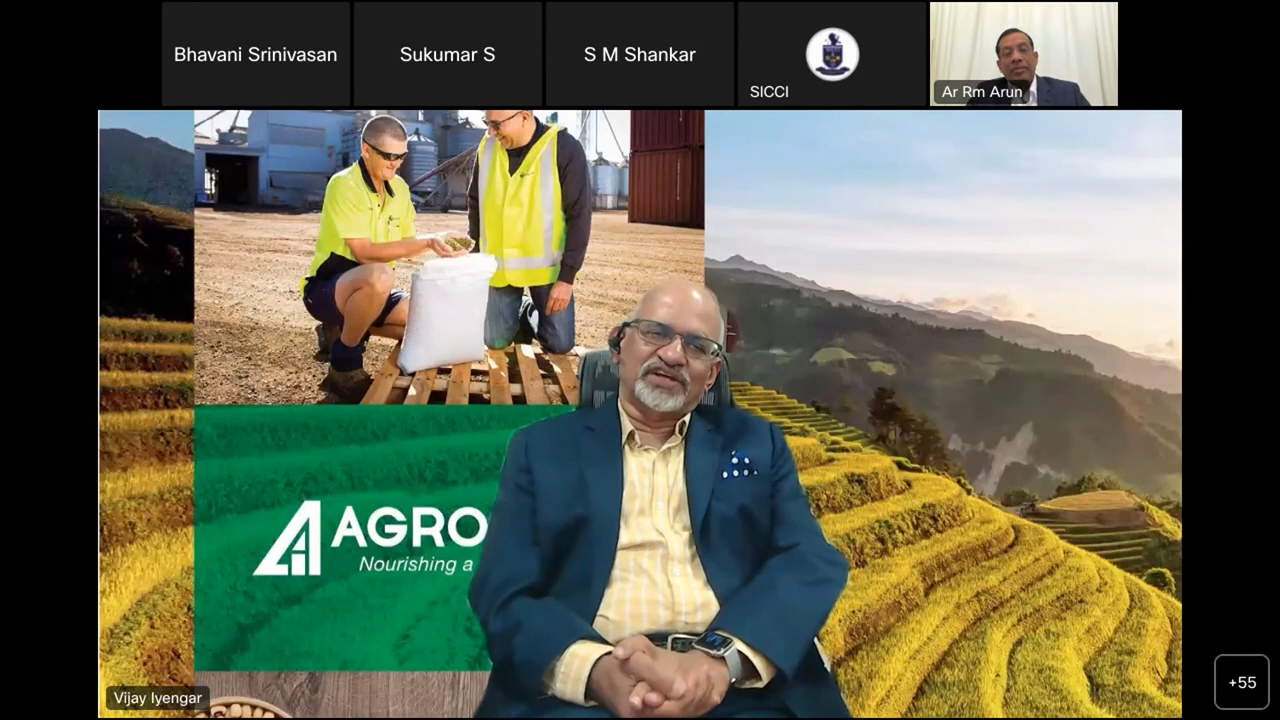 Bhavani Srinivasan
Sukumar S
S M Shankar
SICCI
Ar Rm Arun
AGRO
Nourishing a
Vijay Iyengar
+55